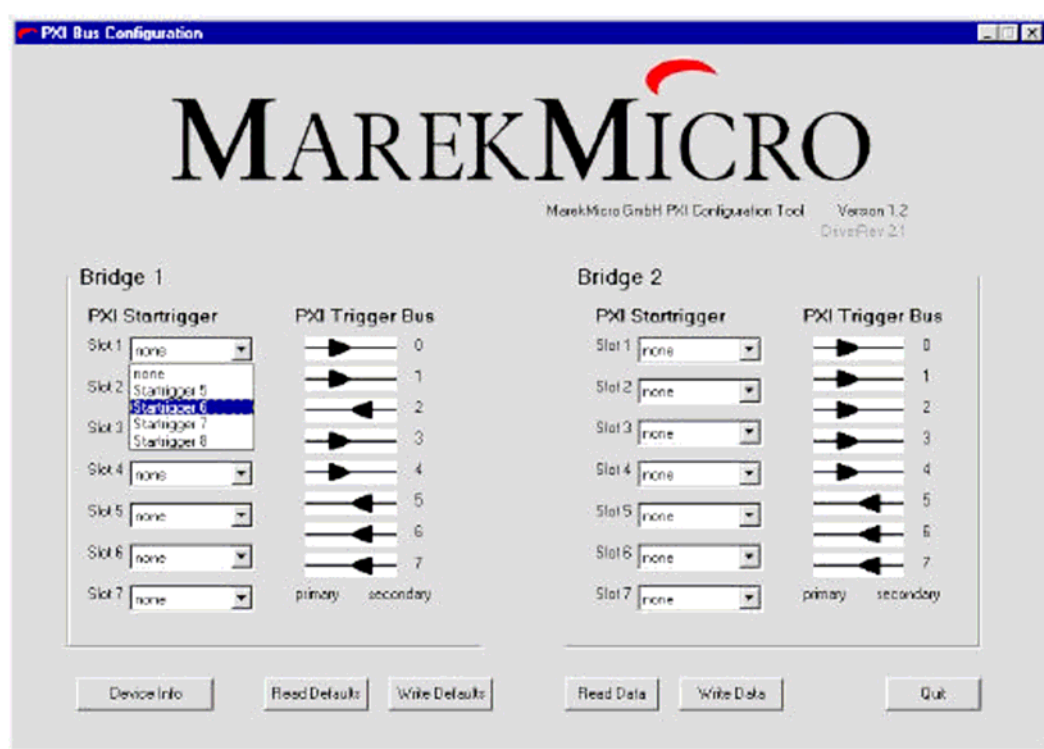 PXI Bus Configuration
MAREKMICRO
MarekMicro GmbH PXI Configuration Tool Version 1.2
DriverRev 2.1
Bridge 1
PXI Startrigger PXI Trigger Bus
Slot 1 none 0
none
Startrigger 5 1
Slot 2
Startrigger 6 2
Startrigger 7
Slot 3
Startrigger 8 3
Slot 4 none 4
Slot 5 none 5
Slot 6 none 6
Slot 7 none 7
primary secondary
Bridge 2
PXI Startrigger PXI Trigger Bus
Slot 1 none 0
Slot 2 none 1
2
Slot 3 none 3
Slot 4 none 4
Slot 5 none 5
Slot 6 none 6
Slot 7 none 7
primary secondary
Device Info Read Defaults Write Defaults Read Data Write Data Quit